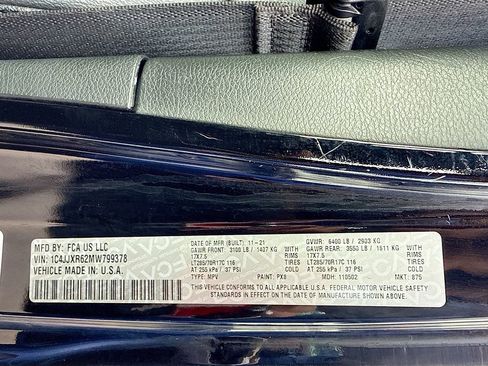 MFD BY: FCA US LLC
VIN: 1C4JJXR62MW799378
VEHICLE MADE IN: U.S.A.
DATE OF MFR (BUILT) 11-21
GAWR FRONT: 3100 LB / 1407 KG
17X7.5
LT285/70R17C 116
AT 255 kPa / 37 PSI
TYPE: MPV PAINT: PX8
WITH
RIMS
TIRES
COLD
GVWR: 6400 LB / 2903 KG
GAWR REAR: 3550 LB / 1611 KG
17X7.5
LT285/70R17C 116
AT 255 kPa / 37 PSI
MDH: 110502 MKT: 875
WITH
RIMS
TIRES
COLD
THIS VEHICLE CONFORMS TO ALL APPLICABLE U.S.A. FEDERAL MOTOR VEHICLE
SAFETY STANDARDS IN EFFECT ON THE DATE OF MANUFACTURE SHOWN ABOVE.